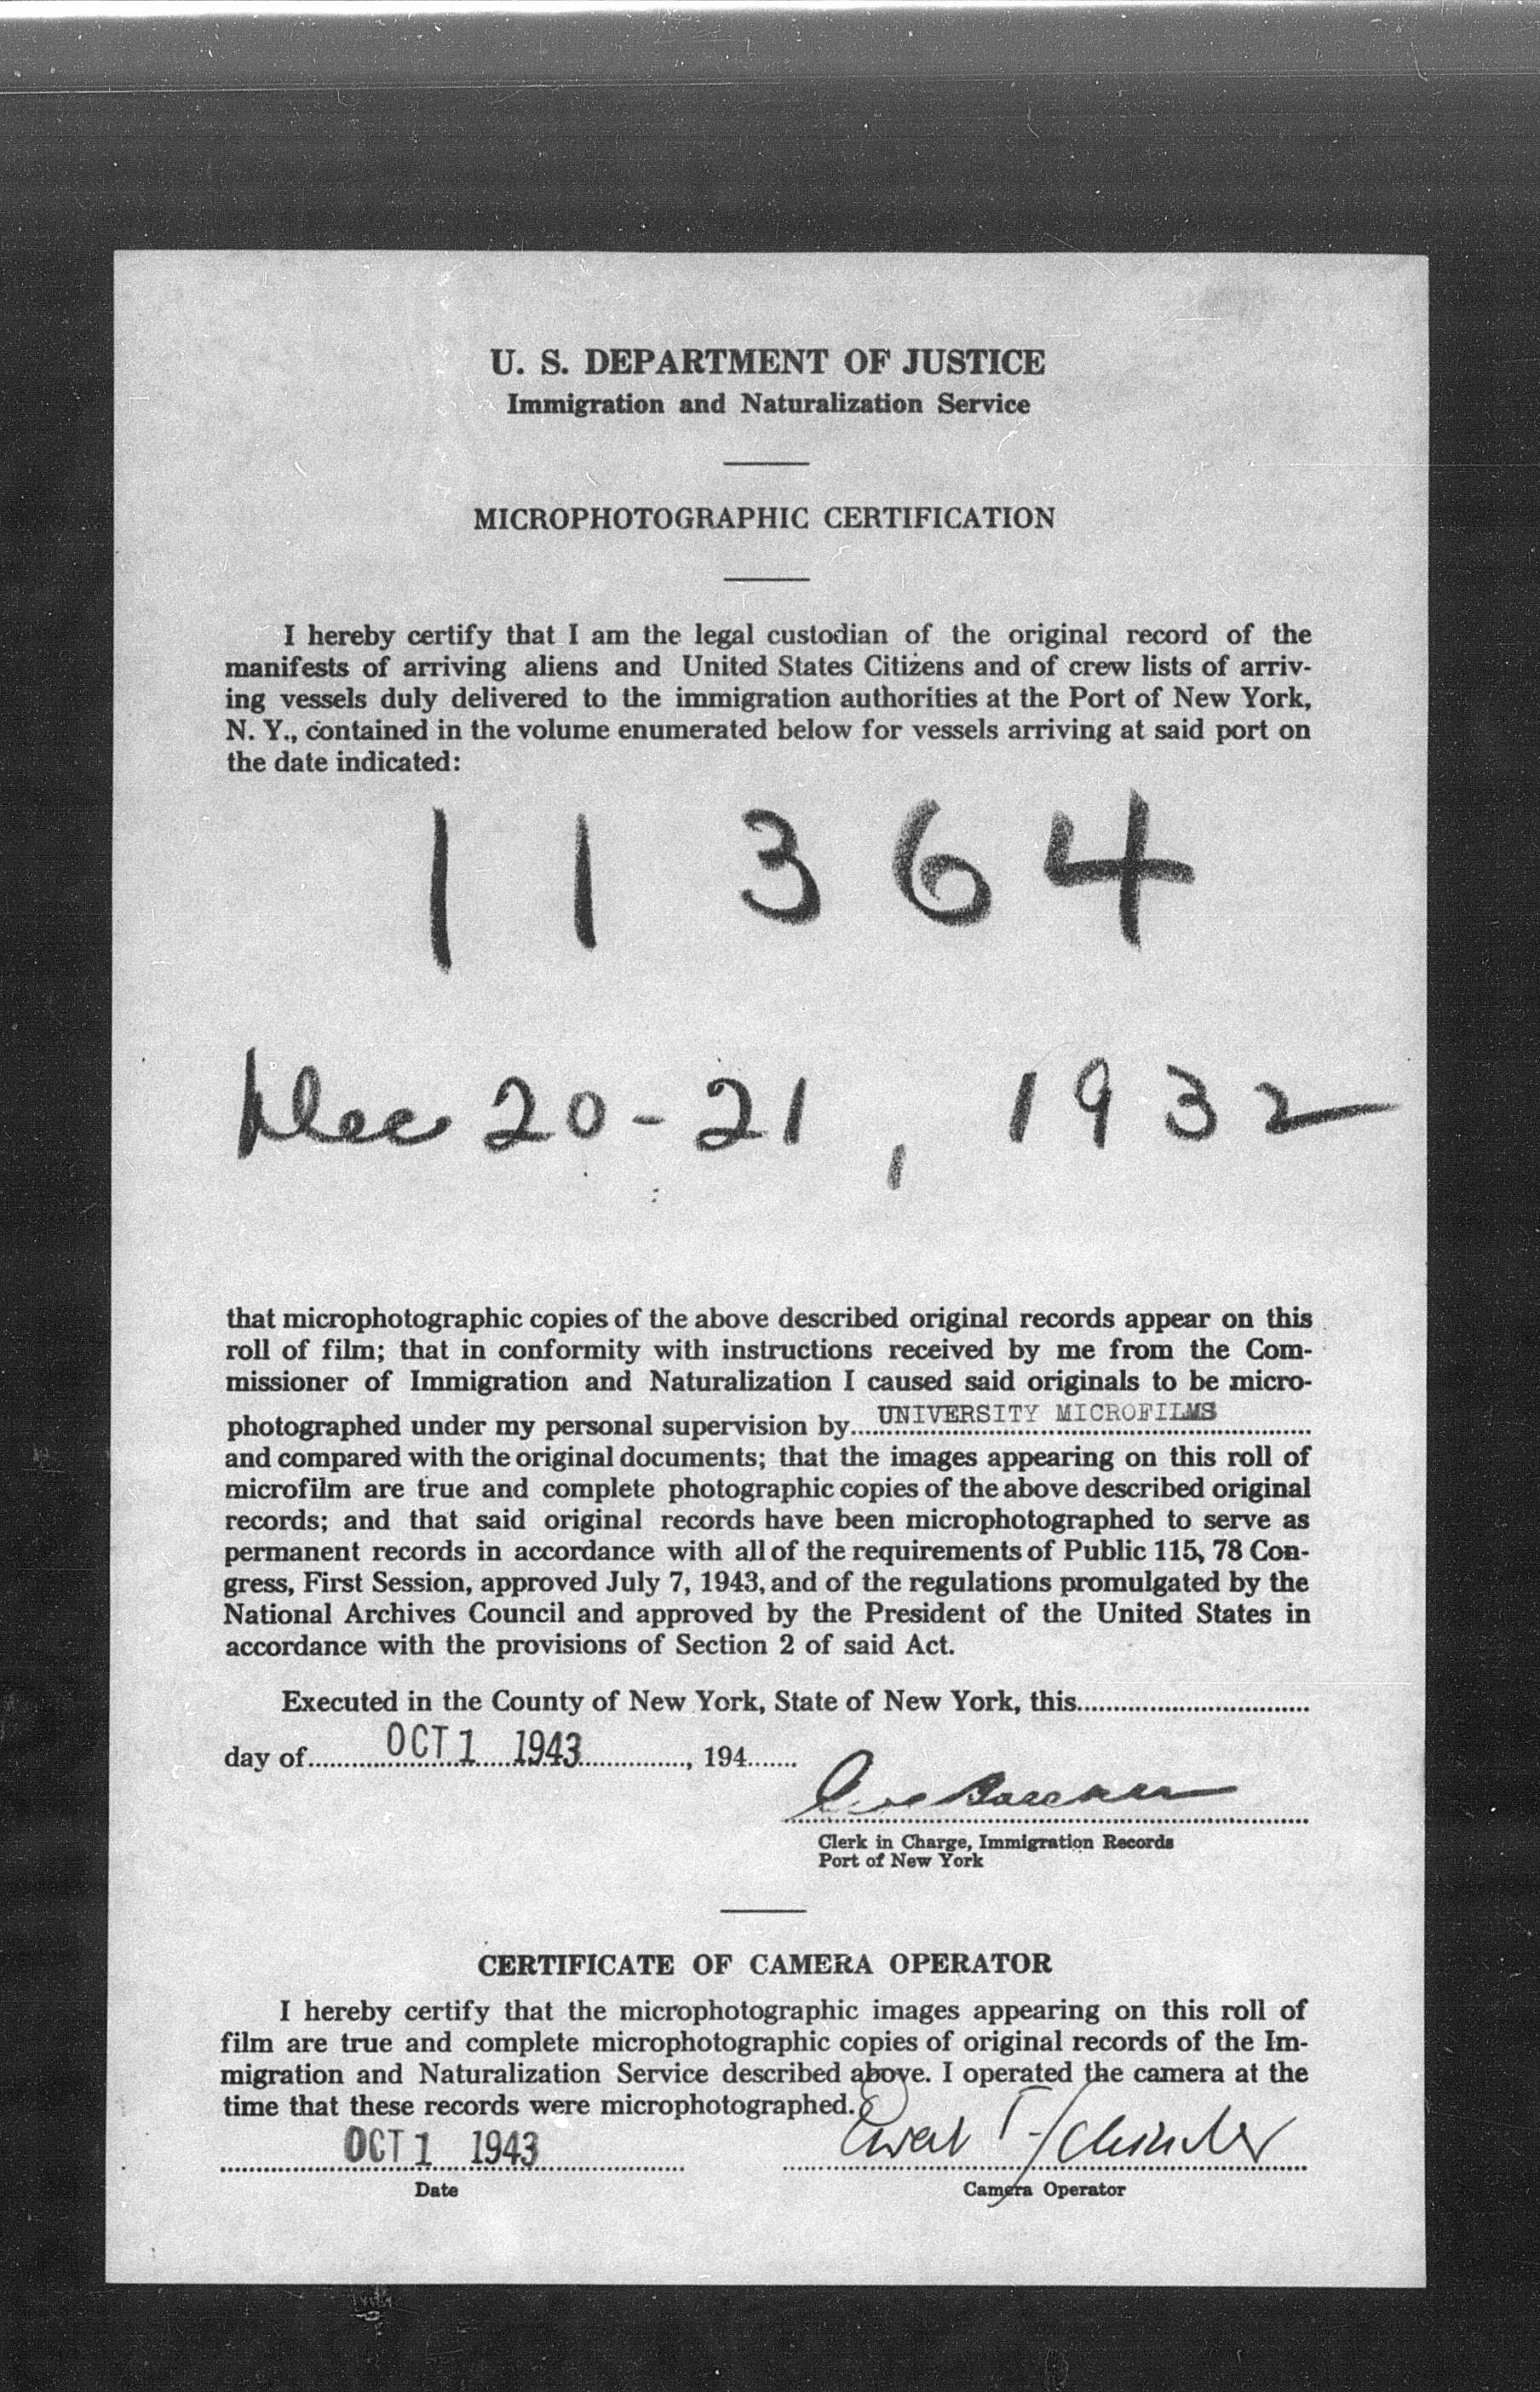 U. S. DEPARTMENT OF JUSTICE
Immigration and Naturalization Service
MICROPHOTOGRAPHIC CERTIFICATION
I hereby certify that I am the legal custodian of the original record of the
manifests of arriving aliens and United States Citizens and of crew lists of arriv-
ing vessels duly delivered to the immigration authorities at the Port of New York,
N. Y., contained in the volume enumerated below for vessels arriving at said port on
the date indicated:
11364
Dec 20-21, 1932
that microphotographic copies of the above described original records appear on this
roll of film; that in conformity with instructions received by me from the Com-
missioner of Immigration and Naturalization I caused said originals to be micro-
photographed under my personal supervision by UNIVERSITY MICROFILMS
and compared with the original documents; that the images appearing on this roll of
microfilm are true and complete photographic copies of the above described original
records; and that said original records have been microphotographed to serve as
permanent records in accordance with all of the requirements of Public 115, 78 Con-
gress, First Session, approved July 7, 1943, and of the regulations promulgated by the
National Archives Council and approved by the President of the United States in
accordance with the provisions of Section 2 of said Act.
Executed in the County of New York, State of New York, this
day of OCT 1 1943, 194
Clerk in Charge, Immigration Records
Port of New York
CERTIFICATE OF CAMERA OPERATOR
I hereby certify that the microphotographic images appearing on this roll of
film are true and complete microphotographic copies of original records of the Im-
migration and Naturalization Service described above. I operated the camera at the
time that these records were microphotographed.
OCT 1 1943
Date
Camera Operator